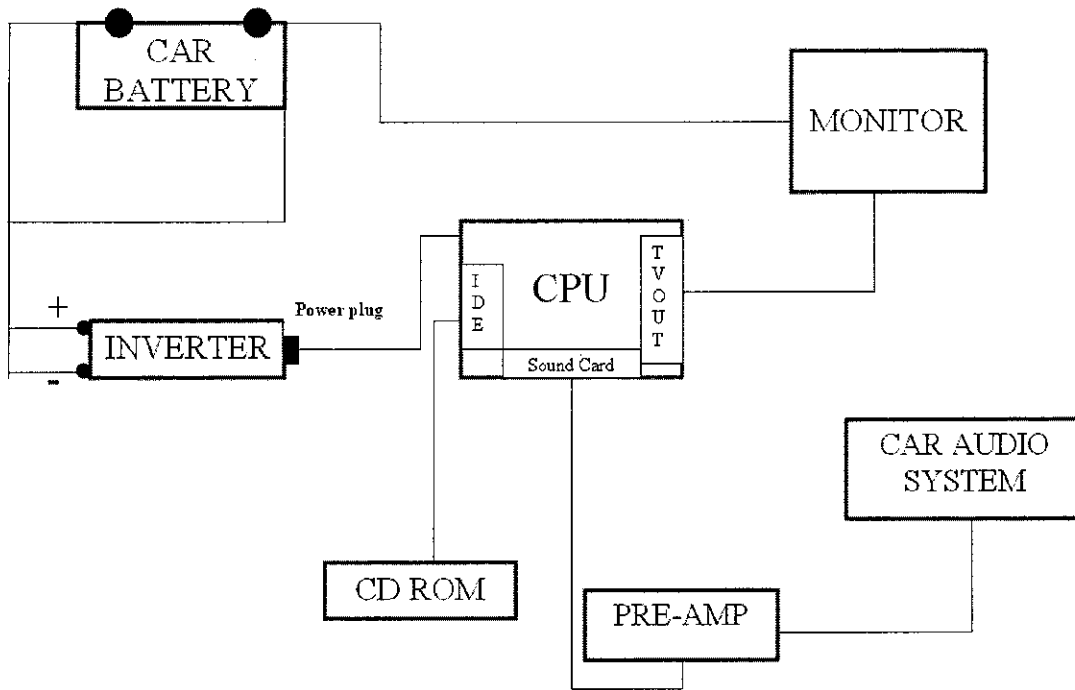 CAR
BATTERY
MONITOR
+
-
INVERTER
Power plug
I
D
E
CPU
T
V
O
U
T
Sound Card
CAR AUDIO
SYSTEM
CD ROM
PRE-AMP